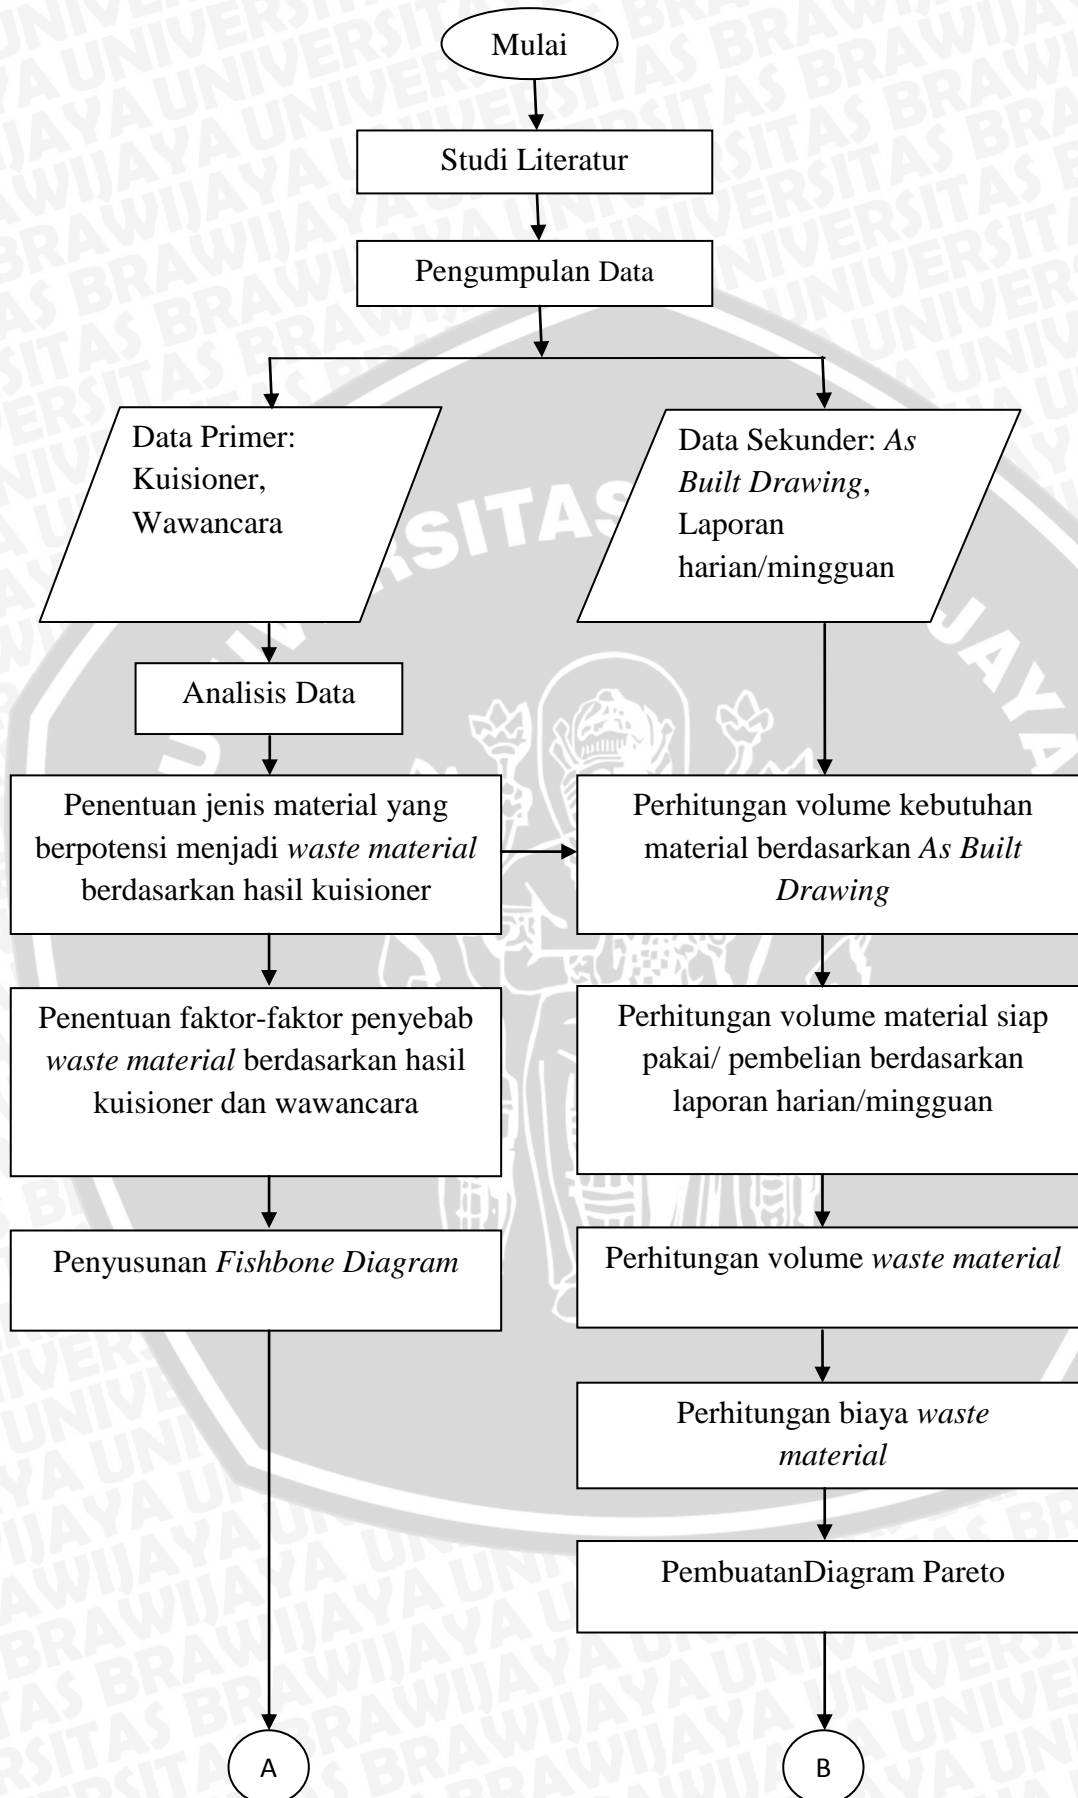 Mulai
Studi Literatur
Pengumpulan Data
Data Primer:
Kuisioner,
Wawancara
Data Sekunder: As
Built Drawing,
Laporan
harian/mingguan
Analisis Data
Penentuan jenis material yang
berpotensi menjadi waste material
berdasarkan hasil kuisioner
Perhitungan volume kebutuhan
material berdasarkan As Built
Drawing
Penentuan faktor-faktor penyebab
waste material berdasarkan hasil
kuisioner dan wawancara
Perhitungan volume material siap
pakai/ pembelian berdasarkan
laporan harian/mingguan
Penyusunan Fishbone Diagram
Perhitungan volume waste material
Perhitungan biaya waste
material
PembuatanDiagram Pareto
A
B